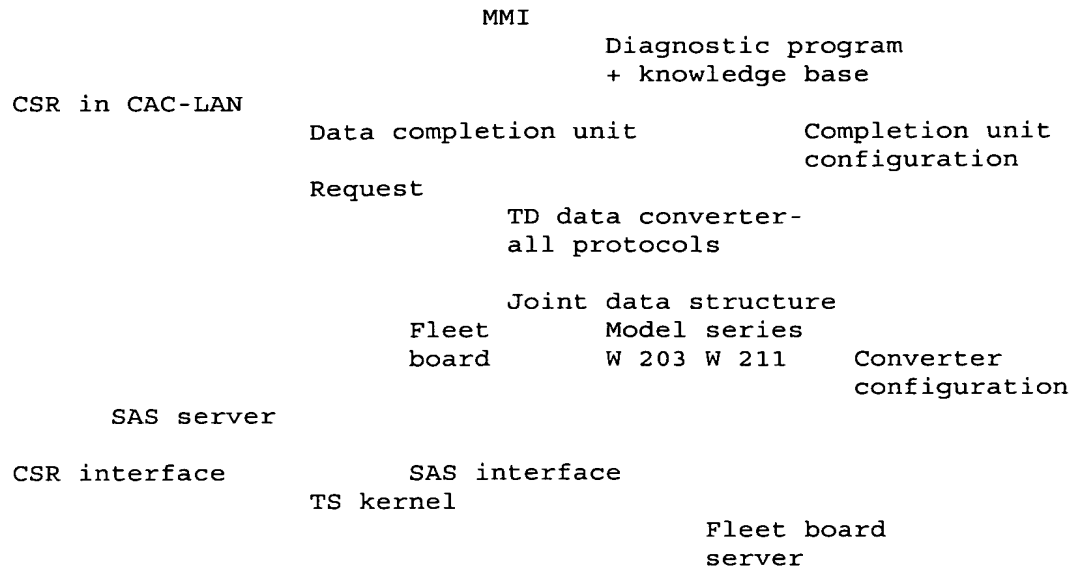 MMI
Diagnostic program
+ knowledge base
CSR in CAC-LAN
Data completion unit
Completion unit
configuration
Request
TD data converter-
all protocols
Joint data structure
Fleet
board
Model series
W 203 W 211
Converter
configuration
SAS server
CSR interface
SAS interface
TS kernel
Fleet board
server